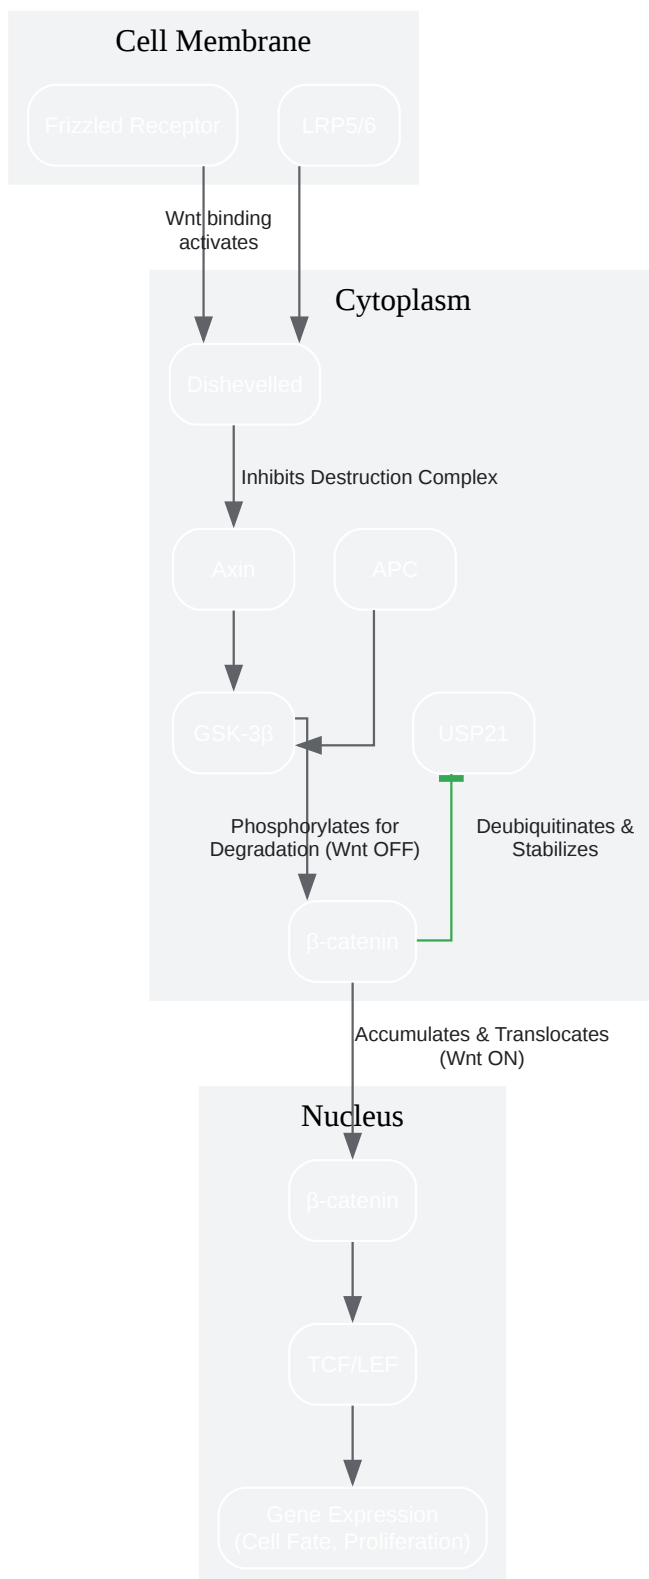 Cell Membrane
Frizzled Receptor
LRP5/6
Wnt binding
activates
Cytoplasm
Dishevelled
Inhibits Destruction Complex
Axin
APC
GSK-3β
USP21
Phosphorylates for
Degradation (Wnt OFF)
Deubiquitinates &
Stabilizes
β-catenin
Accumulates & Translocates
(Wnt ON)
Nucleus
β-catenin
TCF/LEF
Gene Expression
(Cell Fate, Proliferation)